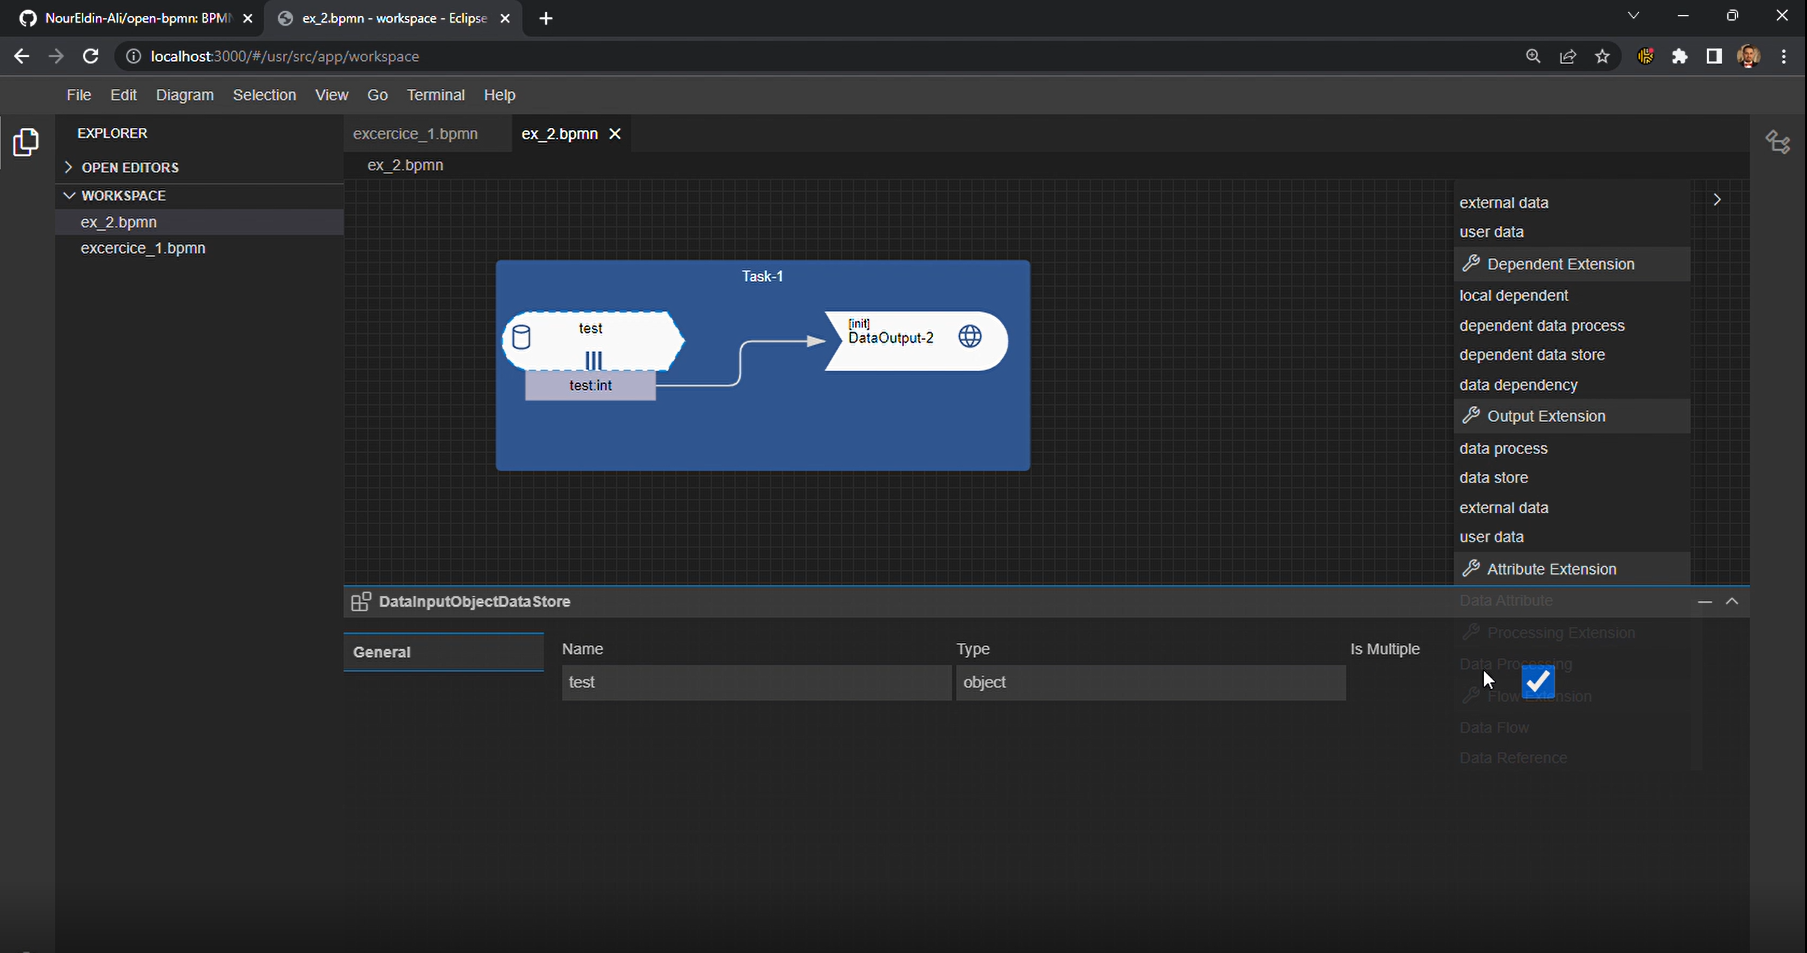 NourEldin-Ali/open-bpmn: BPMN
ex_2.bpmn - workspace - Eclipse
localhost:3000/#/usr/src/app/workspace
File Edit Diagram Selection View Go Terminal Help
EXPLORER
OPEN EDITORS
WORKSPACE
ex_2.bpmn
excercice_1.bpmn
excercice_1.bpmn
ex_2.bpmn
ex_2.bpmn
Task-1
test
test:int
[init]
DataOutput-2
external data
user data
Dependent Extension
local dependent
dependent data process
dependent data store
data dependency
Output Extension
data process
data store
external data
user data
Attribute Extension
Data Attribute
Processing Extension
Data Processing
Flow Extension
Data Flow
Data Reference
DataInputObjectDataStore
General
Name
test
Type
object
Is Multiple